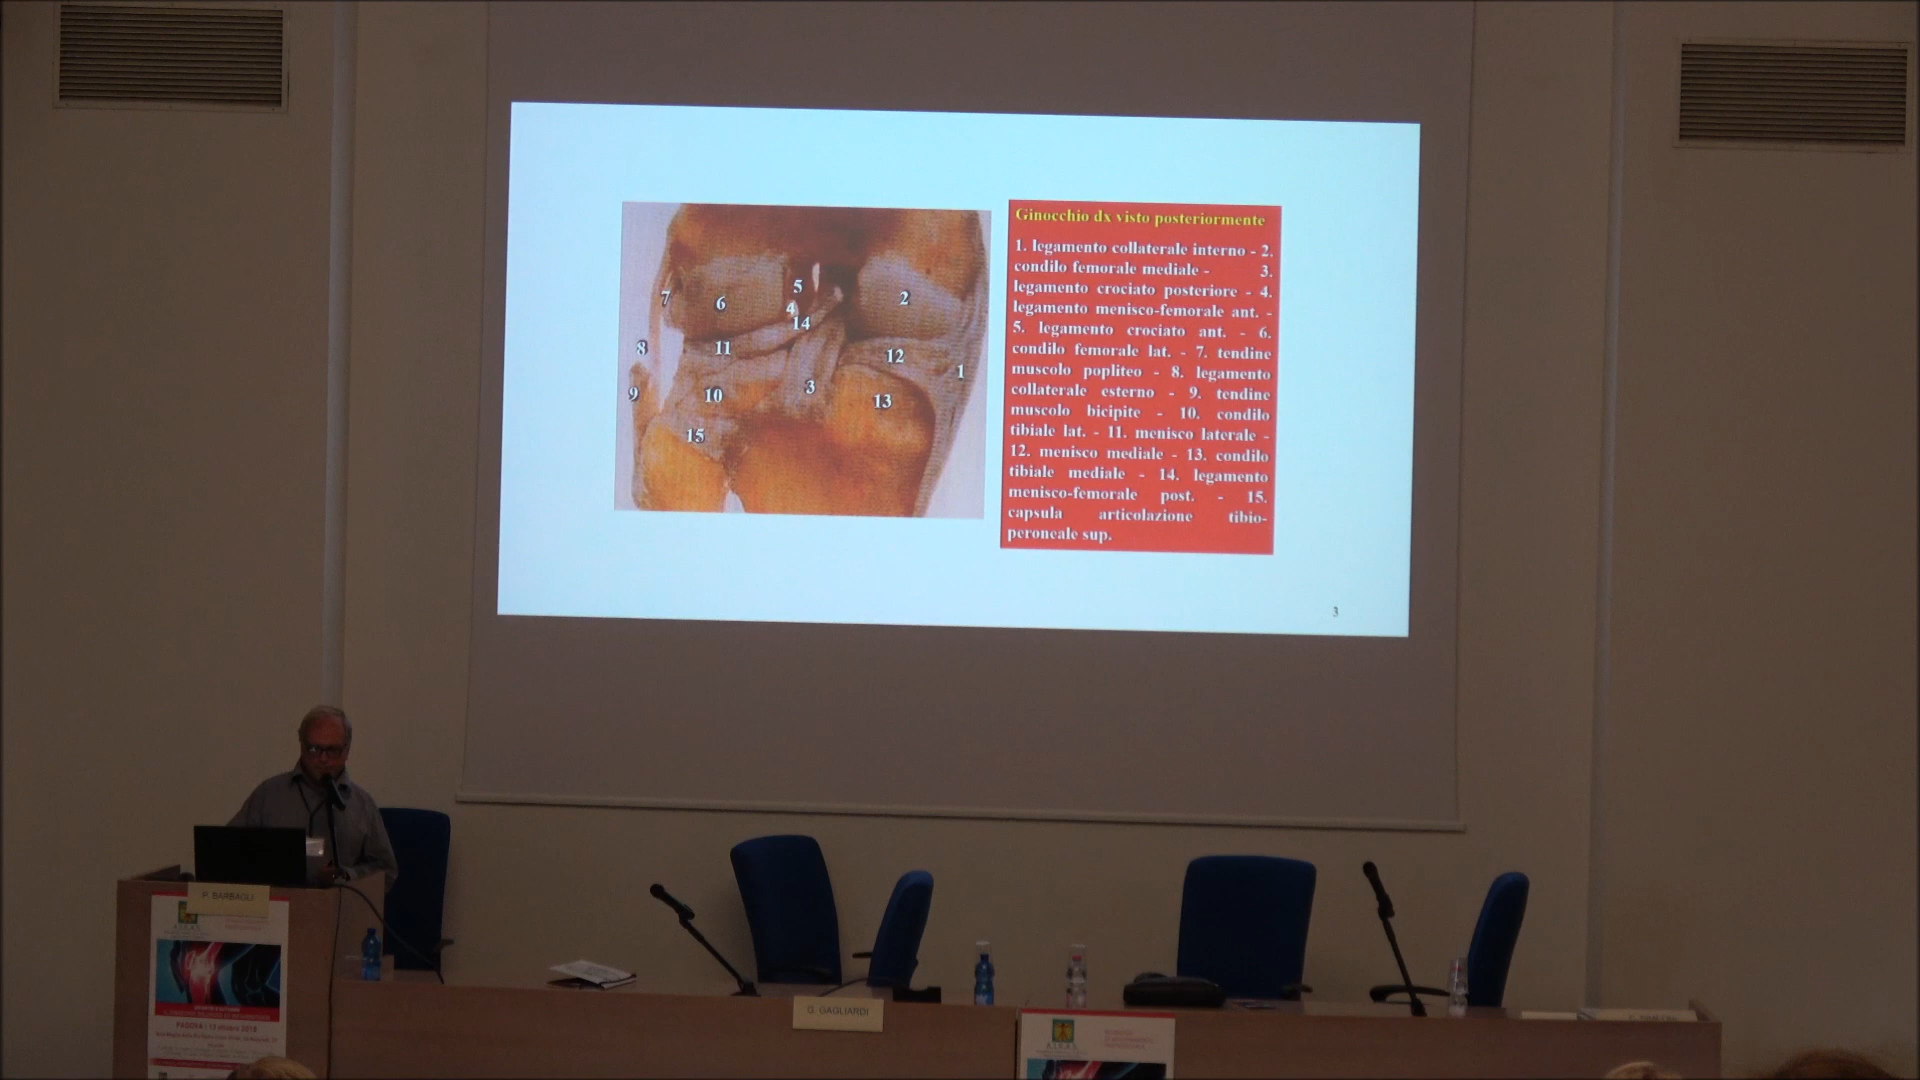 Ginocchio dx visto posteriormente
1. legamento collaterale interno - 2.
condilo femorale mediale - 3.
legamento crociato posteriore - 4.
legamento menisco-femorale ant. -
5. legamento crociato ant. - 6.
condilo femorale lat. - 7. tendine
muscolo popliteo - 8. legamento
collaterale esterno - 9. tendine
muscolo bicipite - 10. condilo
tibiale lat. - 11. menisco laterale -
12. menisco mediale - 13. condilo
tibiale mediale - 14. legamento
menisco-femorale post. - 15.
capsula articolazione tibio-
peroneale sup.
5
7
6
2
4
14
8
11
12
1
9
10
3
13
15
3
P. BARBAGLI
PADOVA 13 ottobre 2018
G. GAGLIARDI